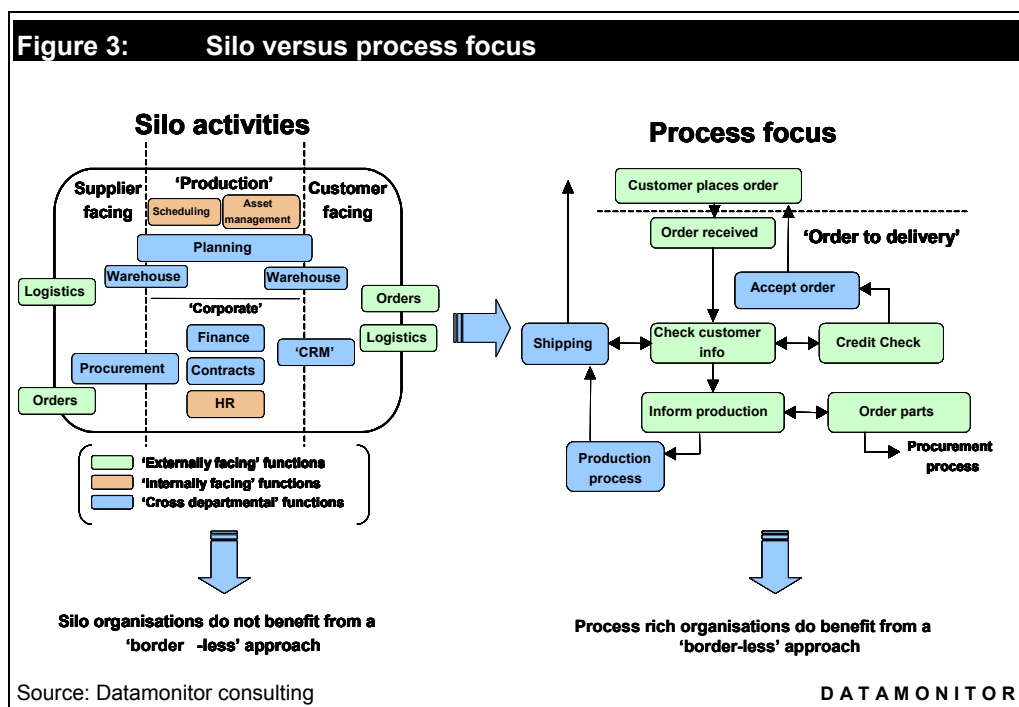 Figure 3: Silo versus process focus
Silo activities
Supplier
facing
'Production'
Customer
facing
Scheduling
Asset
management
Planning
Warehouse
Warehouse
Logistics
Orders
Logistics
'Corporate'
Finance
'CRM'
Procurement
Contracts
Orders
HR
'Externally facing' functions
'Internally facing' functions
'Cross departmental' functions
Silo organisations do not benefit from a
'border -less' approach
Process focus
Customer places order
Order received
'Order to delivery'
Accept order
Shipping
Check customer
info
Credit Check
Inform production
Order parts
Production
process
Procurement
process
Process rich organisations do benefit from a
'border-less' approach
Source: Datamonitor consulting
DATAMONITOR